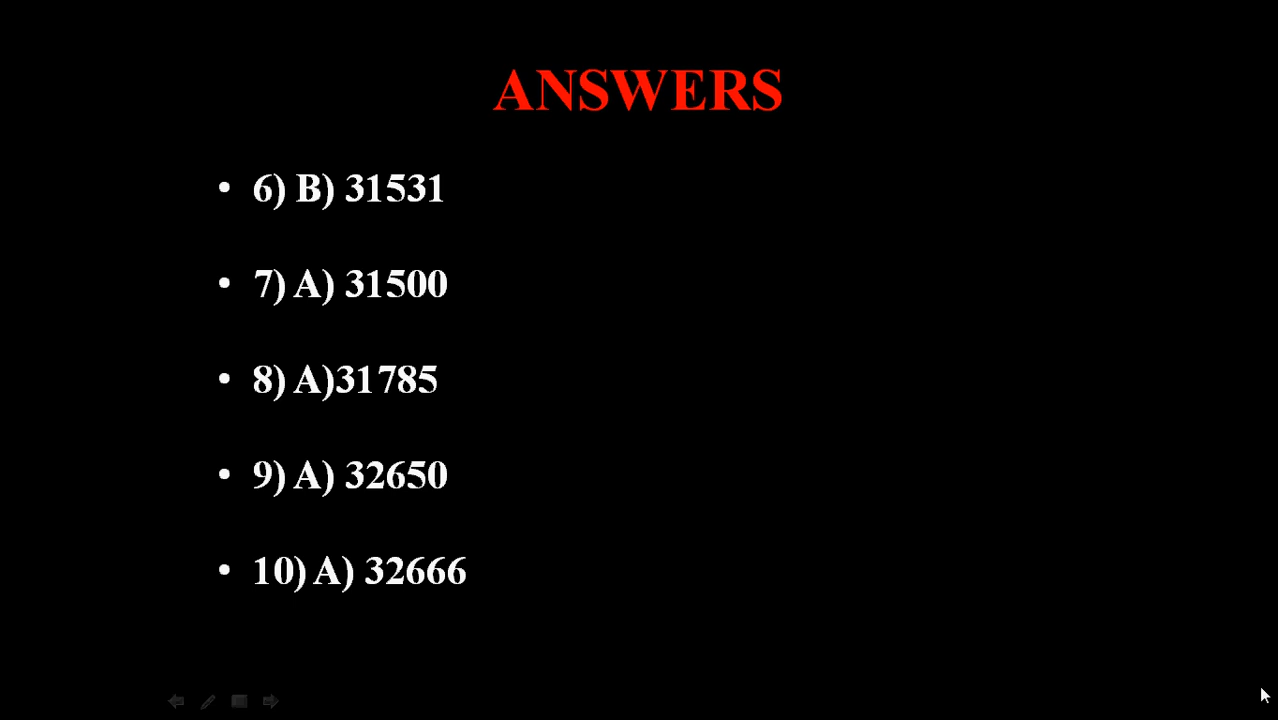 ANSWERS
• 6) B) 31531
• 7) A) 31500
• 8) A)31785
• 9) A) 32650
• 10) A) 32666